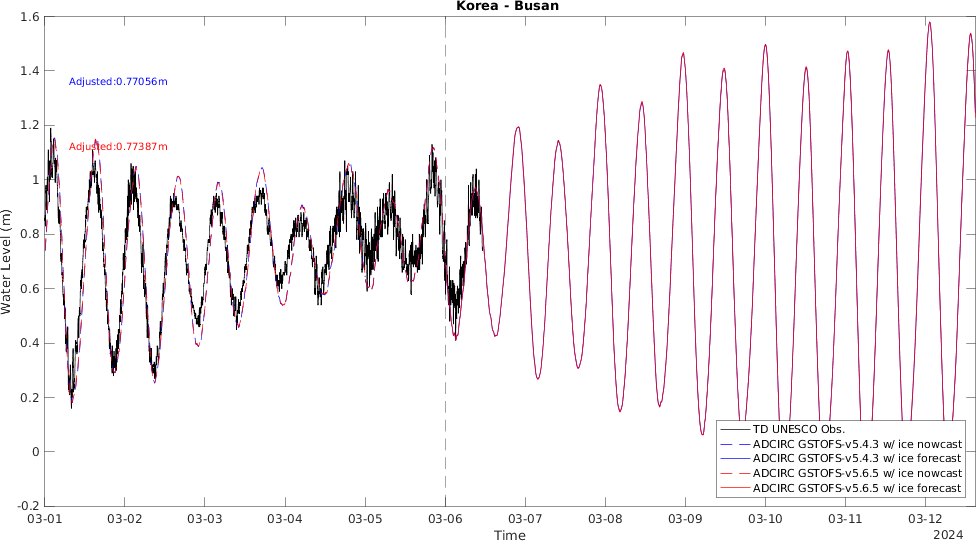 Korea - Busan
1.6
1.4
1.2
1
0.8
0.6
0.4
0.2
0
-0.2
Water Level (m)
Adjusted:0.77056m
Adjusted:0.77387m
TD UNESCO Obs.
ADCIRC GSTOFS-v5.4.3 w/ ice nowcast
ADCIRC GSTOFS-v5.4.3 w/ ice forecast
ADCIRC GSTOFS-v5.6.5 w/ ice nowcast
ADCIRC GSTOFS-v5.6.5 w/ ice forecast
03-01 03-02 03-03 03-04 03-05 03-06 03-07 03-08 03-09 03-10 03-11 03-12
Time
2024